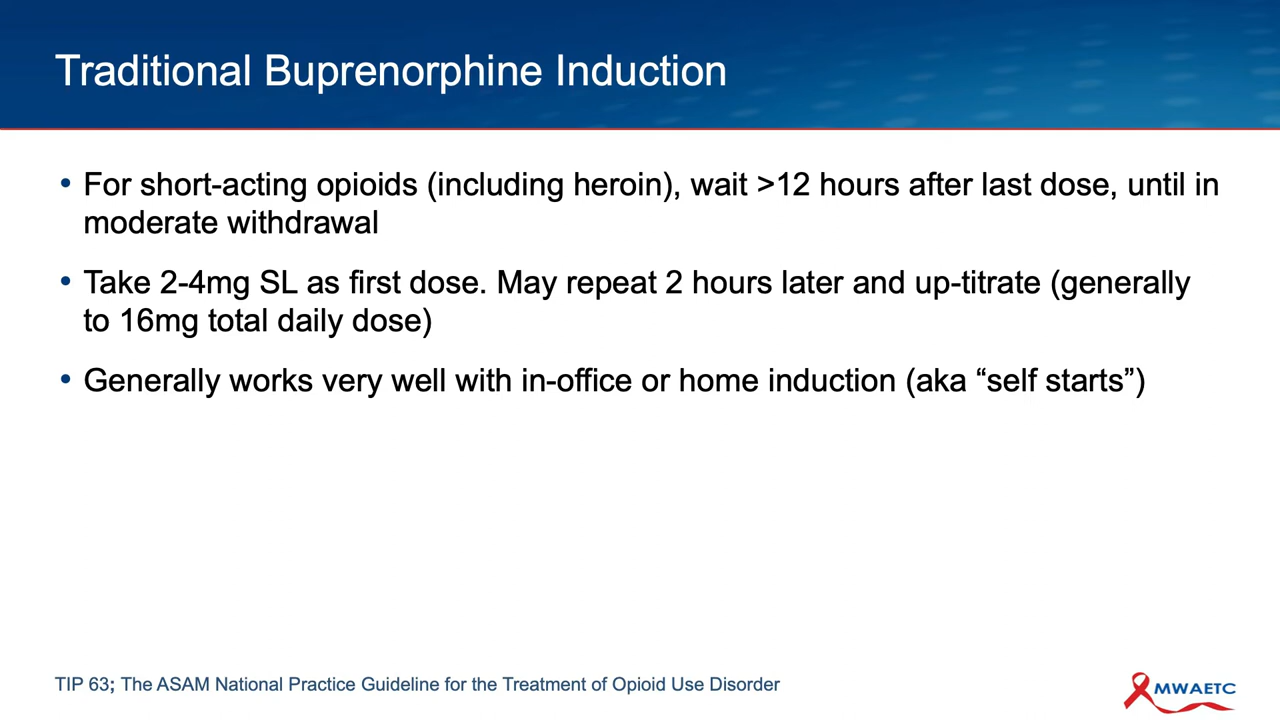 Traditional Buprenorphine Induction
• For short-acting opioids (including heroin), wait >12 hours after last dose, until in
moderate withdrawal
• Take 2-4mg SL as first dose. May repeat 2 hours later and up-titrate (generally
to 16mg total daily dose)
• Generally works very well with in-office or home induction (aka “self starts”)
TIP 63; The ASAM National Practice Guideline for the Treatment of Opioid Use Disorder
MWAETC